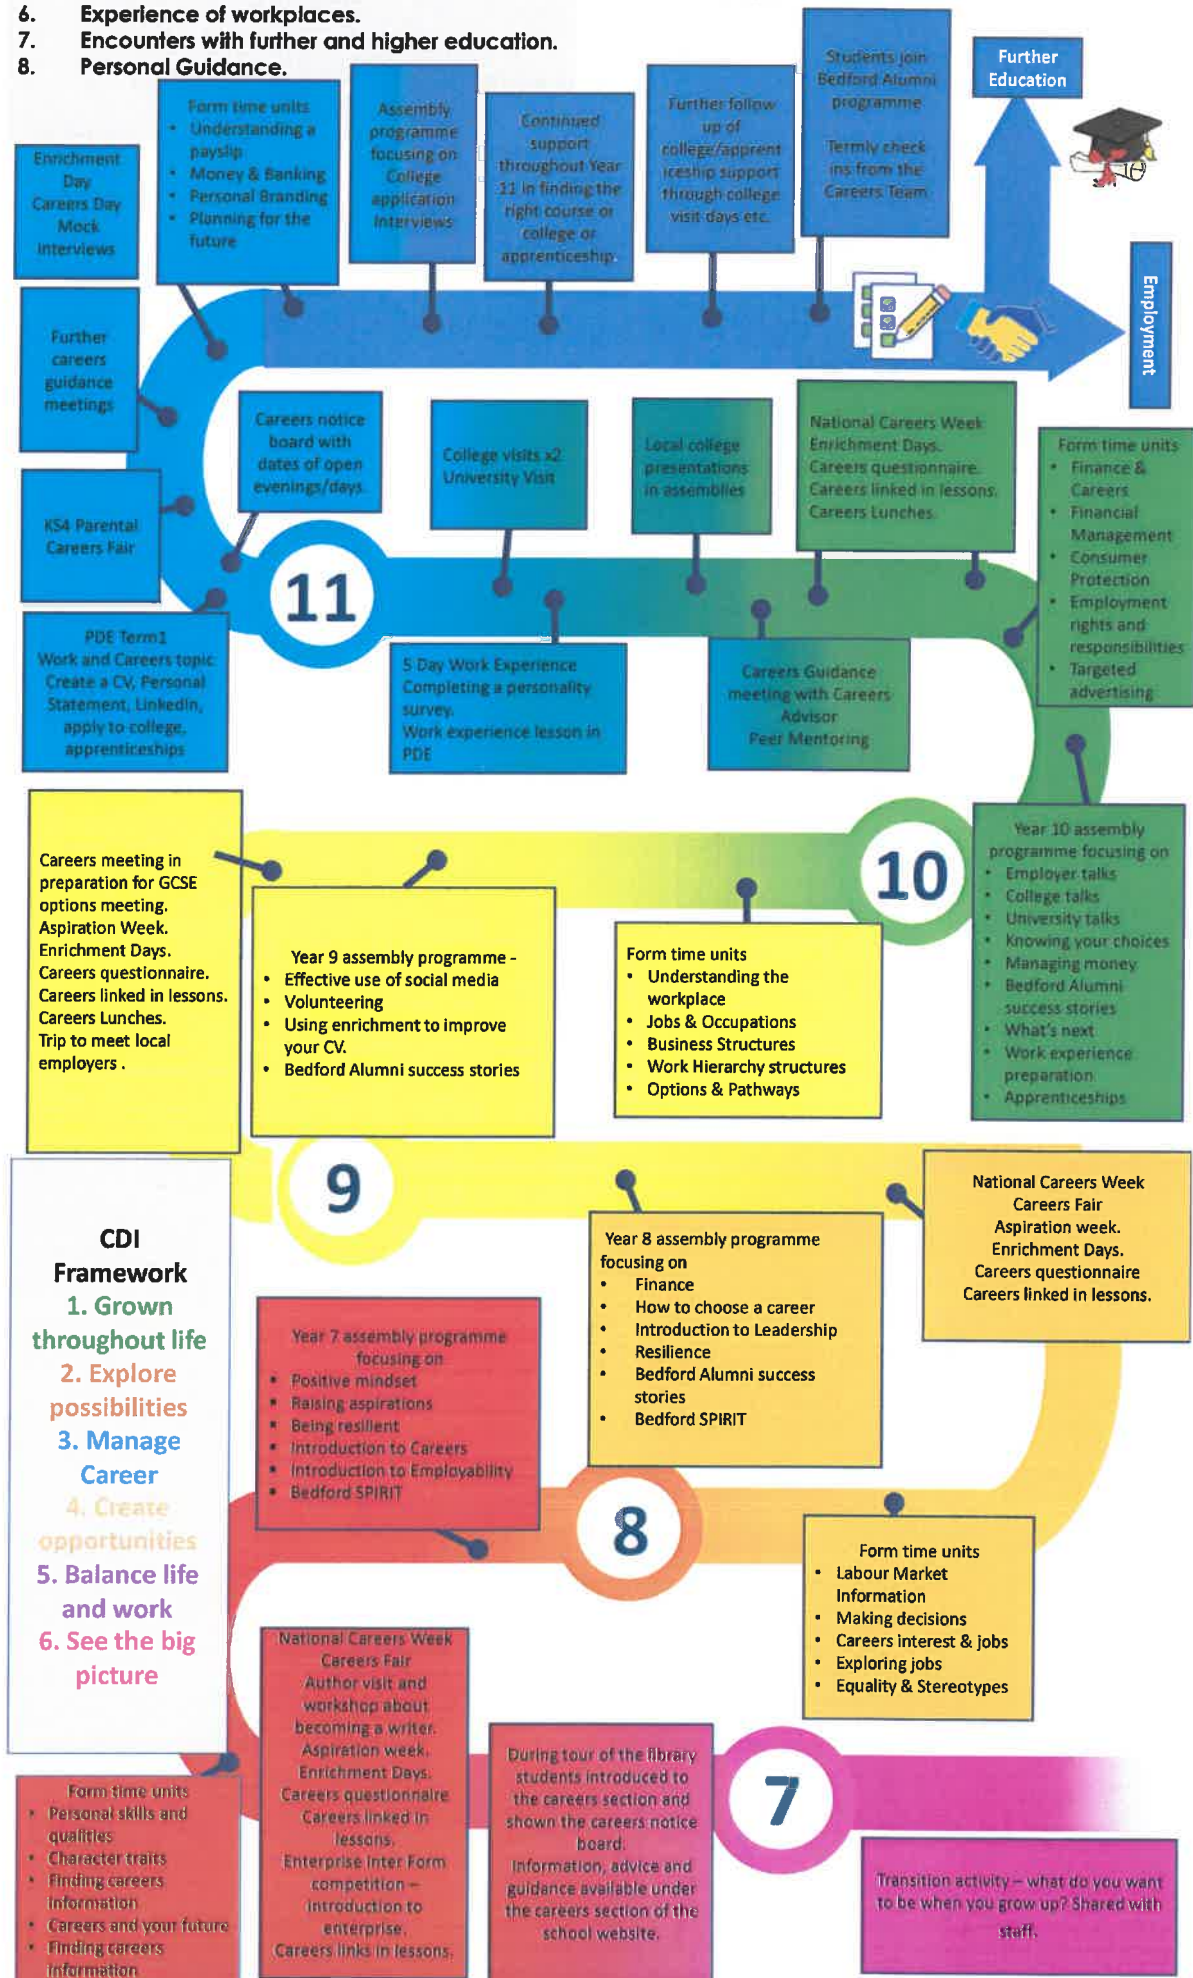 6. Experience of workplaces.
7. Encounters with further and higher education.
8. Personal Guidance.
Further
Education
Employment
Students join
Bedford Alumni
programme
Termly check
ins from the
Careers Team.
Further follow
up of
college/apprent
iceship support
through college
visit days etc.
Continued
support
throughout Year
11 in finding the
right course or
college or
apprenticeship.
Assembly
programme
focusing on
College
application
Interviews
Form time units
• Understanding a
payslip
• Money & Banking
• Personal Branding
• Planning for the
future
Enrichment
Day
Careers Day
Mock
Interviews
Further
careers
guidance
meetings
KS4 Parental
Careers Fair
Careers notice
board with
dates of open
evenings/days.
College visits x2
University Visit
Local college
presentations
in assemblies
National Careers Week
Enrichment Days.
Careers questionnaire.
Careers linked in lessons.
Careers Lunches.
Form time units
• Finance &
Careers
• Financial
Management
• Consumer
Protection
• Employment
rights and
responsibilities
• Targeted
advertising
11
PDE Term1
Work and Careers topic
Create a CV, Personal
Statement, LinkedIn,
apply to college,
apprenticeships
5 Day Work Experience
Completing a personality
survey.
Work experience lesson in
PDE
Careers Guidance
meeting with Careers
Advisor
Peer Mentoring
10
Year 10 assembly
programme focusing on
• Employer talks
• College talks
• University talks
• Knowing your choices
• Managing money
• Bedford Alumni
success stories
• What's next
• Work experience
preparation
• Apprenticeships
Careers meeting in
preparation for GCSE
options meeting.
Aspiration Week.
Enrichment Days.
Careers questionnaire.
Careers linked in lessons.
Careers Lunches.
Trip to meet local
employers .
Year 9 assembly programme -
• Effective use of social media
• Volunteering
• Using enrichment to improve
your CV.
• Bedford Alumni success stories
Form time units
• Understanding the
workplace
• Jobs & Occupations
• Business Structures
• Work Hierarchy structures
• Options & Pathways
9
National Careers Week
Careers Fair
Aspiration week.
Enrichment Days.
Careers questionnaire
Careers linked in lessons.
Year 8 assembly programme
focusing on
• Finance
• How to choose a career
• Introduction to Leadership
• Resilience
• Bedford Alumni success
stories
• Bedford SPIRIT
CDI
Framework
1. Grown
throughout life
2. Explore
possibilities
3. Manage
Career
4. Create
opportunities
5. Balance life
and work
6. See the big
picture
Year 7 assembly programme
focusing on
• Positive mindset
• Raising aspirations
• Being resilient
• Introduction to Careers
• Introduction to Employability
• Bedford SPIRIT
8
Form time units
• Labour Market
Information
• Making decisions
• Careers interest & jobs
• Exploring jobs
• Equality & Stereotypes
Form time units
• Personal skills and
qualities
• Character traits
• Finding careers
information
• Careers and your future
• Finding careers
information
National Careers Week
Careers Fair
Author visit and
workshop about
becoming a writer.
Aspiration week.
Enrichment Days.
Careers questionnaire
Careers linked in
lessons.
Enterprise Inter Form
competition –
introduction to
enterprise.
Careers links in lessons.
During tour of the library
students introduced to
the careers section and
shown the careers notice
board.
Information, advice and
guidance available under
the careers section of the
school website.
7
Transition activity – what do you want
to be when you grow up? Shared with
staff.